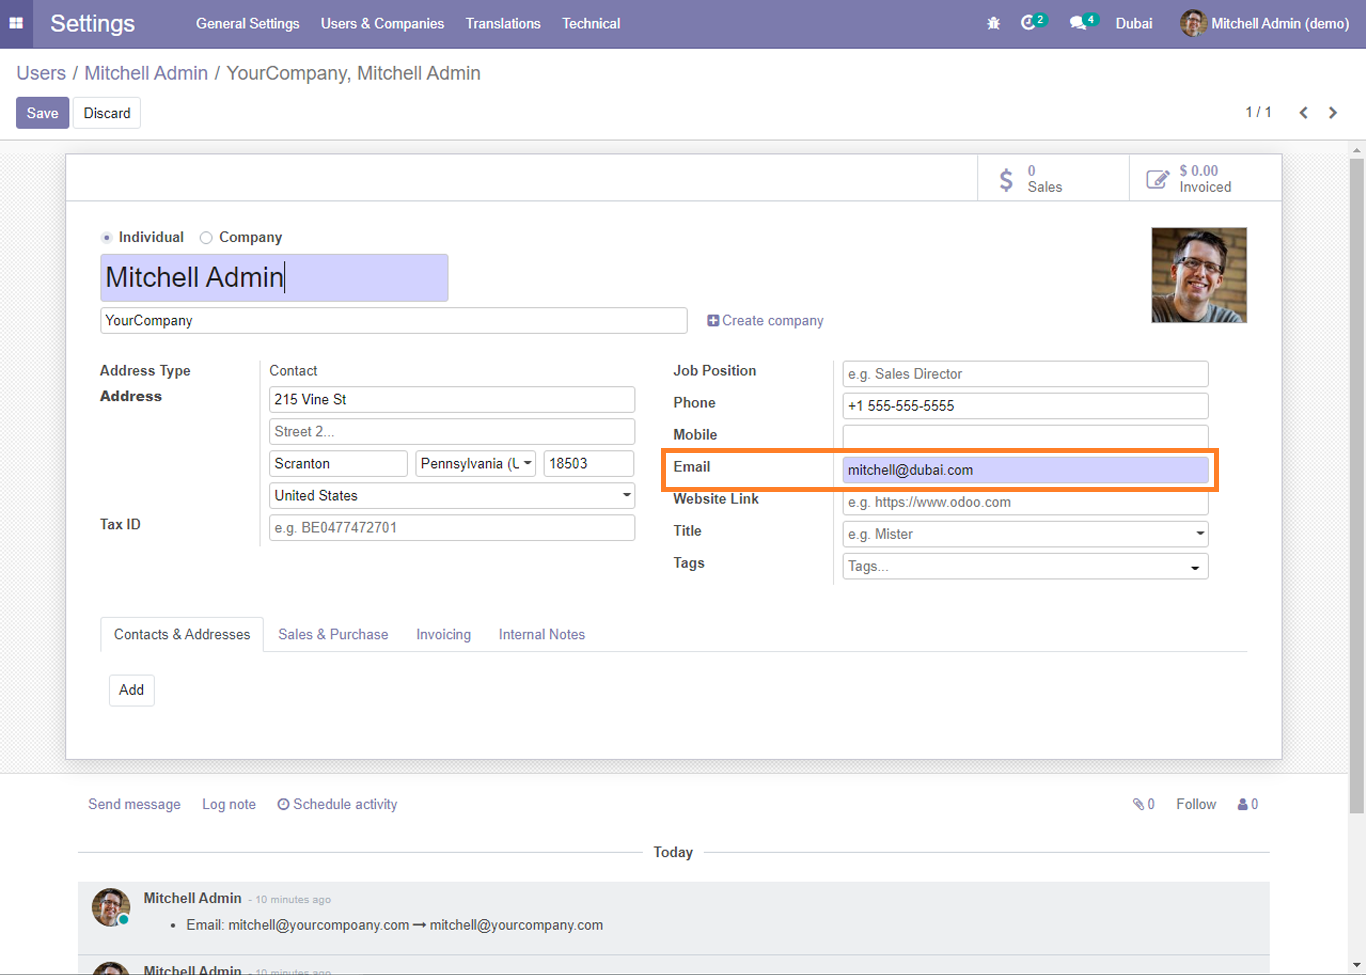 Settings General Settings Users & Companies Translations Technical 2 4 Dubai Mitchell Admin (demo)
Users / Mitchell Admin / YourCompany, Mitchell Admin
Save Discard 1 / 1
0
Sales
$ 0.00
Invoiced
Individual Company
Mitchell Admin
YourCompany Create company
Address Type Contact
Address 215 Vine St
Street 2...
Scranton Pennsylvania (U 18503
United States
Tax ID e.g. BE0477472701
Job Position e.g. Sales Director
Phone +1 555-555-5555
Mobile
Email mitchell@dubai.com
Website Link e.g. https://www.odoo.com
Title e.g. Mister
Tags Tags...
Contacts & Addresses Sales & Purchase Invoicing Internal Notes
Add
Send message Log note Schedule activity 0 Follow 0
Today
Mitchell Admin - 10 minutes ago
• Email: mitchell@yourcompoany.com → mitchell@yourcompany.com
Mitchell Admin - 10 minutes ago